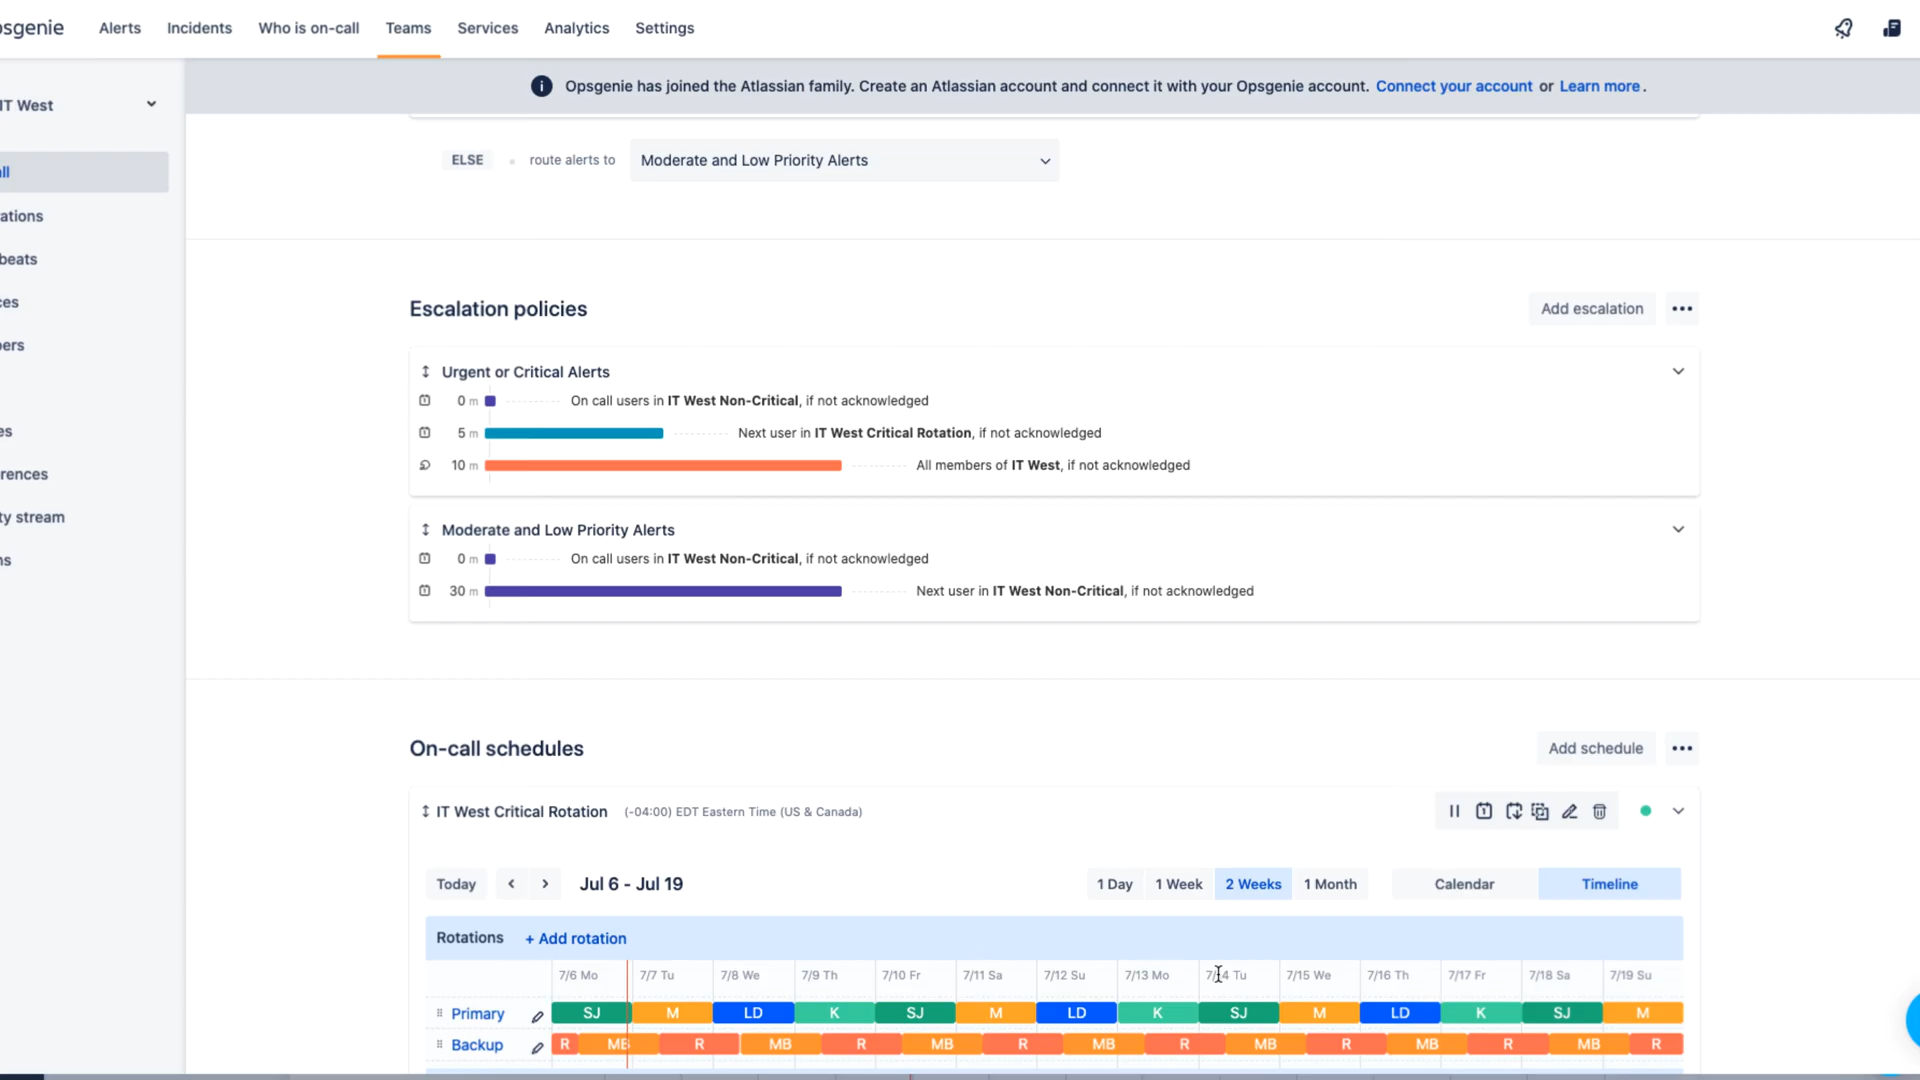 psgenie Alerts Incidents Who is on-call Teams Services Analytics Settings
Opsgenie has joined the Atlassian family. Create an Atlassian account and connect it with your Opsgenie account. Connect your account or Learn more.
IT West
ll
ations
beats
ces
bers
es
rences
ty stream
ns
ELSE route alerts to Moderate and Low Priority Alerts
Escalation policies Add escalation
Urgent or Critical Alerts
0 m On call users in IT West Non-Critical, if not acknowledged
5 m Next user in IT West Critical Rotation, if not acknowledged
10 m All members of IT West, if not acknowledged
Moderate and Low Priority Alerts
0 m On call users in IT West Non-Critical, if not acknowledged
30 m Next user in IT West Non-Critical, if not acknowledged
On-call schedules Add schedule
IT West Critical Rotation (-04:00) EDT Eastern Time (US & Canada)
Today Jul 6 - Jul 19 1 Day 1 Week 2 Weeks 1 Month Calendar Timeline
Rotations + Add rotation
7/6 Mo 7/7 Tu 7/8 We 7/9 Th 7/10 Fr 7/11 Sa 7/12 Su 7/13 Mo 7/14 Tu 7/15 We 7/16 Th 7/17 Fr 7/18 Sa 7/19 Su
Primary SJ M LD K SJ M LD K SJ M LD K SJ M
Backup R MB R MB R MB R MB R MB R MB R MB R